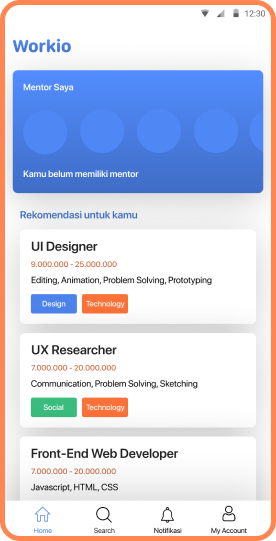 12:30
Workio
Mentor Saya
Kamu belum memiliki mentor
Rekomendasi untuk kamu
UI Designer
9.000.000 - 25.000.000
Editing, Animation, Problem Solving, Prototyping
Design Technology
UX Researcher
7.000.000 - 20.000.000
Communication, Problem Solving, Sketching
Social Technology
Front-End Web Developer
7.000.000 - 20.000.000
Javascript, HTML, CSS
Home Search Notifikasi My Account